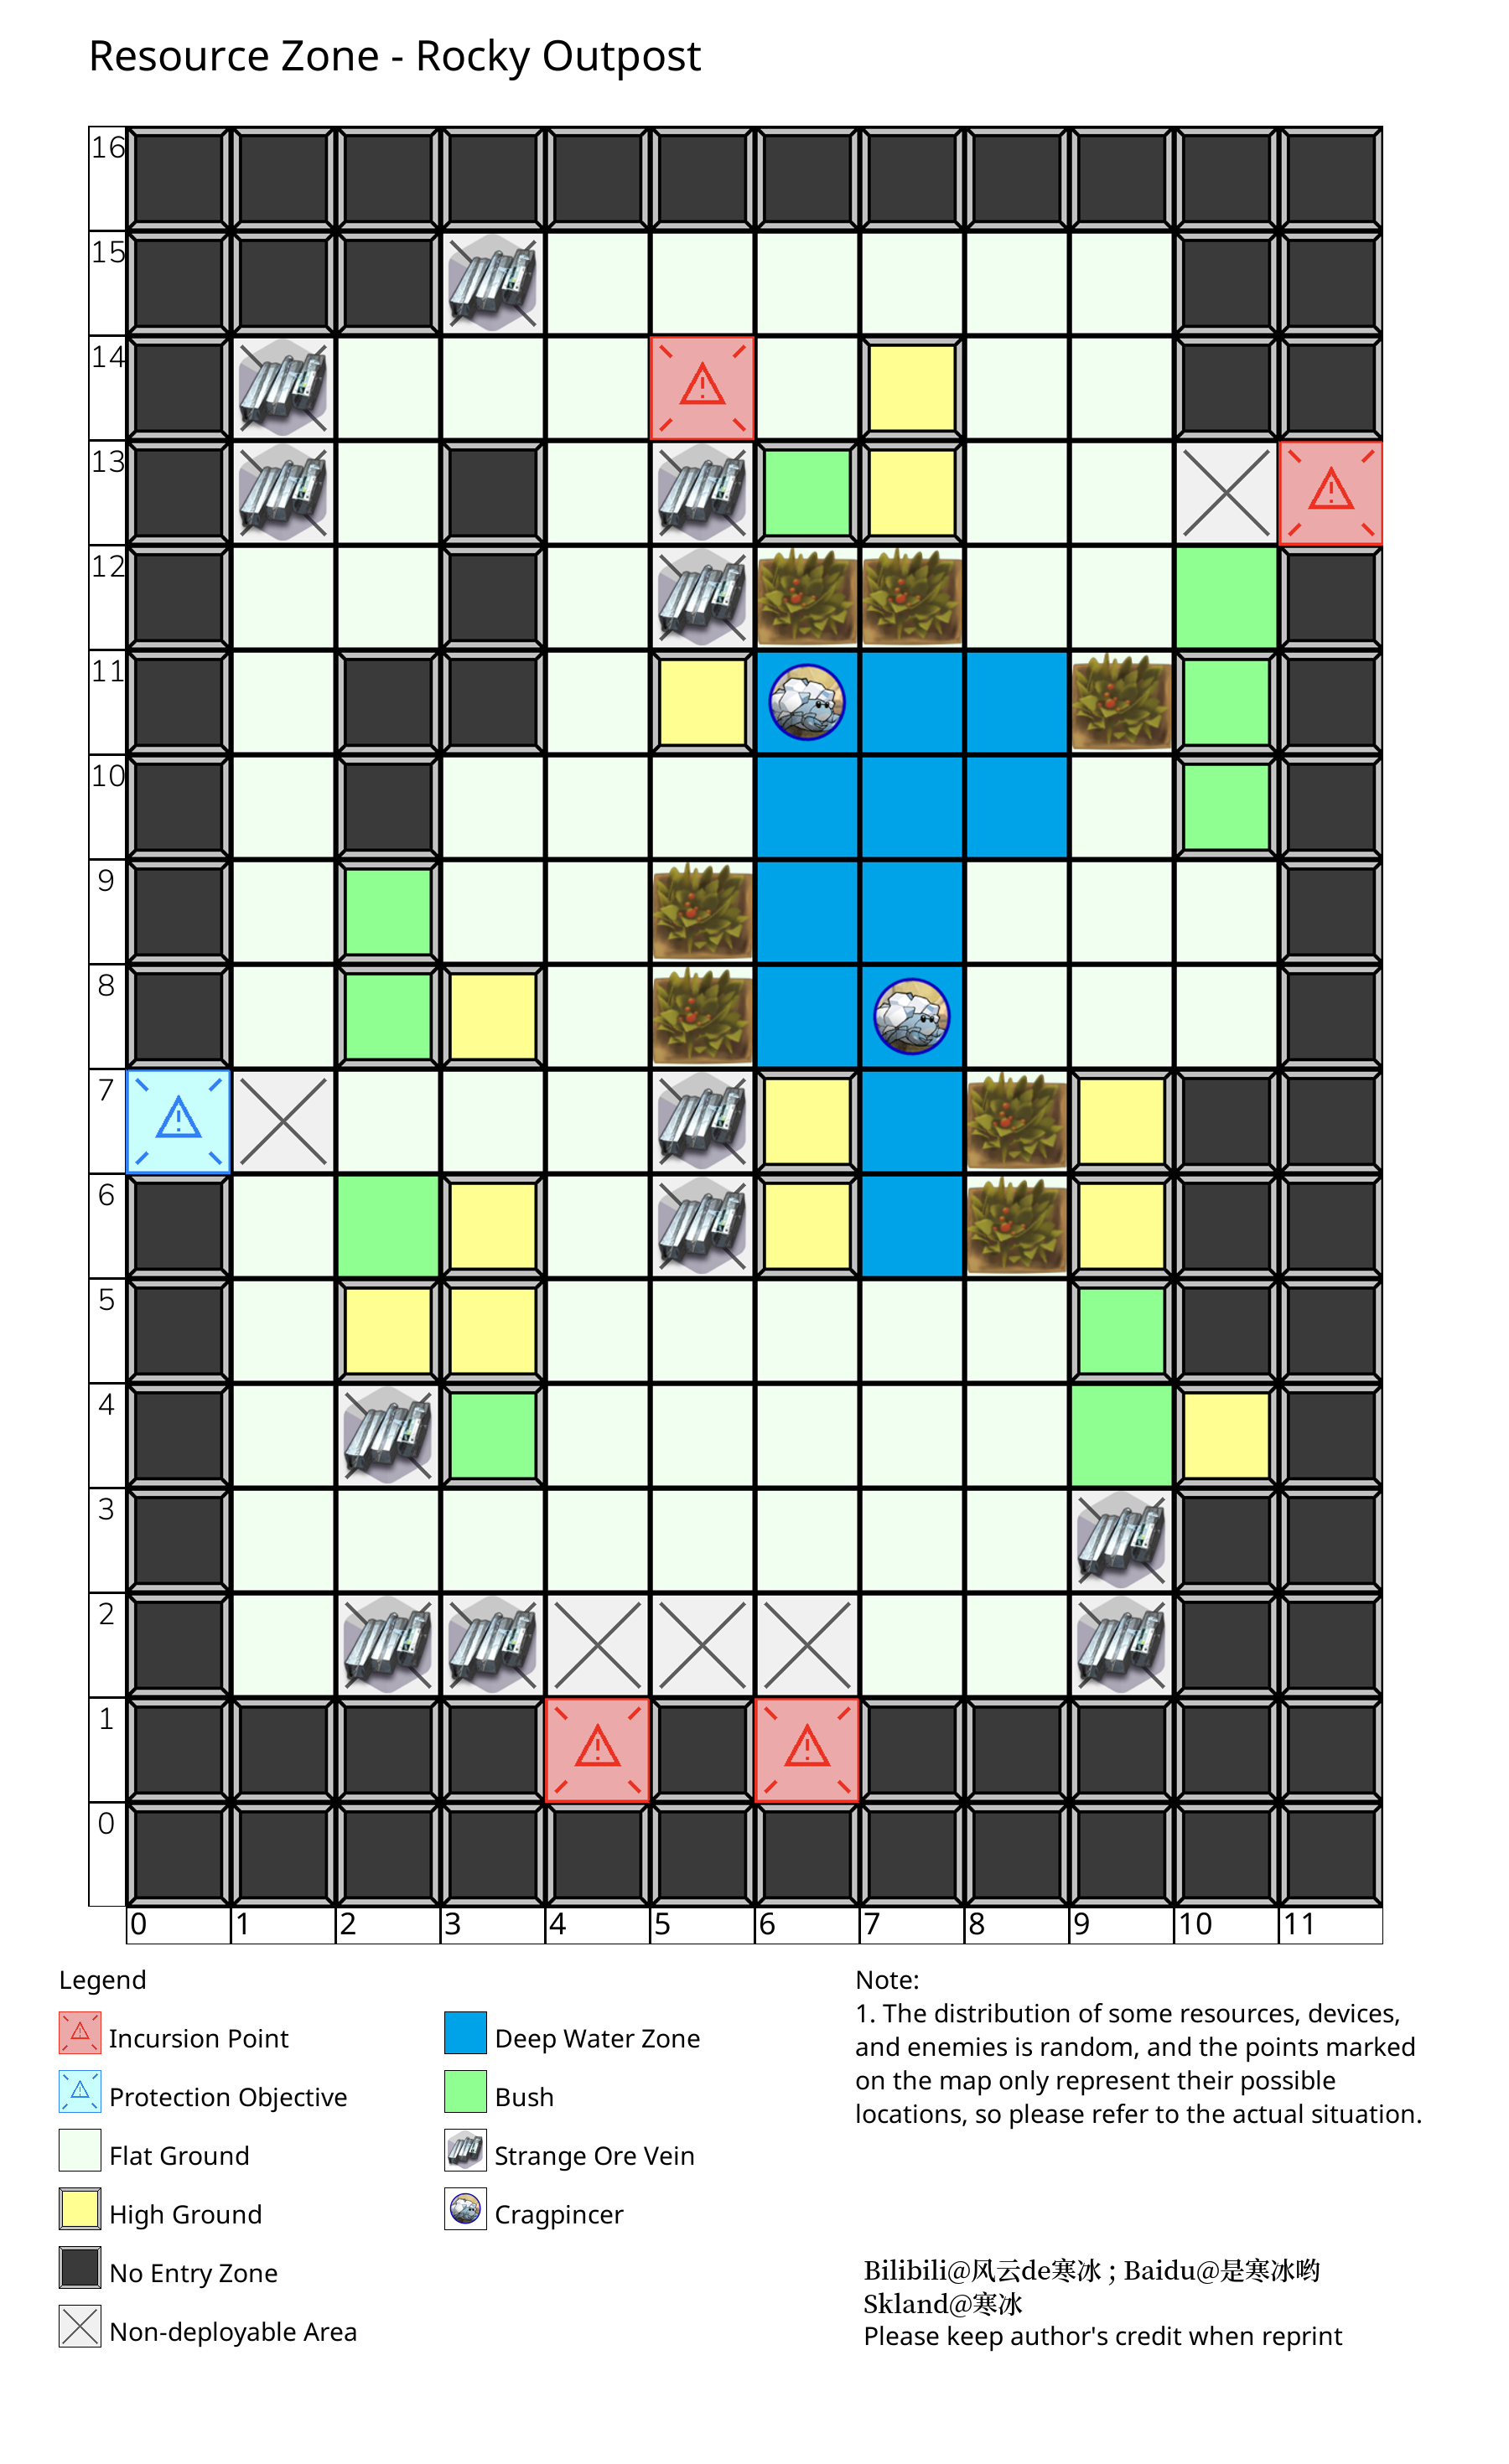 Resource Zone - Rocky Outpost
16
15
14
13
12
11
10
9
8
7
6
5
4
3
2
1
0
0 1 2 3 4 5 6 7 8 9 10 11
Legend
Incursion Point
Protection Objective
Flat Ground
High Ground
No Entry Zone
Non-deployable Area
Deep Water Zone
Bush
Strange Ore Vein
Cragpincer
Note:
1. The distribution of some resources, devices,
and enemies is random, and the points marked
on the map only represent their possible
locations, so please refer to the actual situation.
Bilibili@风云de寒冰 ; Baidu@是寒冰哟
Skland@寒冰
Please keep author's credit when reprint